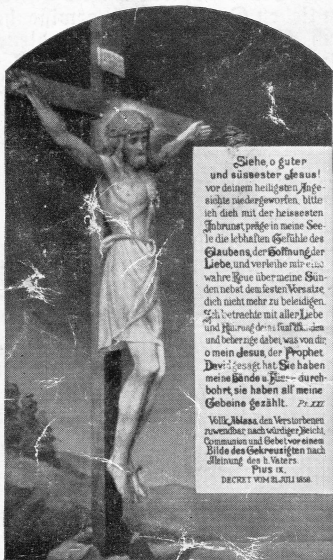 Siehe, o guter
und süssester Jesus!
vor deinem heiligsten Ange-
sichte niedergeworfen, bitte
ich dich mit der heissesten
Inbrunst, präge in meine See-
le die lebhaften Gefühle des
Glaubens, der Hoffnung, der
Liebe, und verleihe mir eine
wahre Reue über meine Sün-
den nebst dem festen Vorsatze,
dich nicht mehr zu beleidigen.
Ich betrachte mit aller Liebe
und Rührung deine fünf
und beherzige dabei, was von dir,
o mein Jesus, der Prophet
David gesagt hat: Sie haben
meine Hände u. Füsse durch-
bohrt, sie haben all' meine
Gebeine gezählt. Ps. XXI
Vollk. Ablass, den Verstorbenen
zuwendbar, nach würdiger Beicht,
Communion und Gebet vor einem
Bilde des Gekreuzigten nach
Meinung des h. Vaters.
PIUS IX.
DECRET VOM 31. JULI 1858.